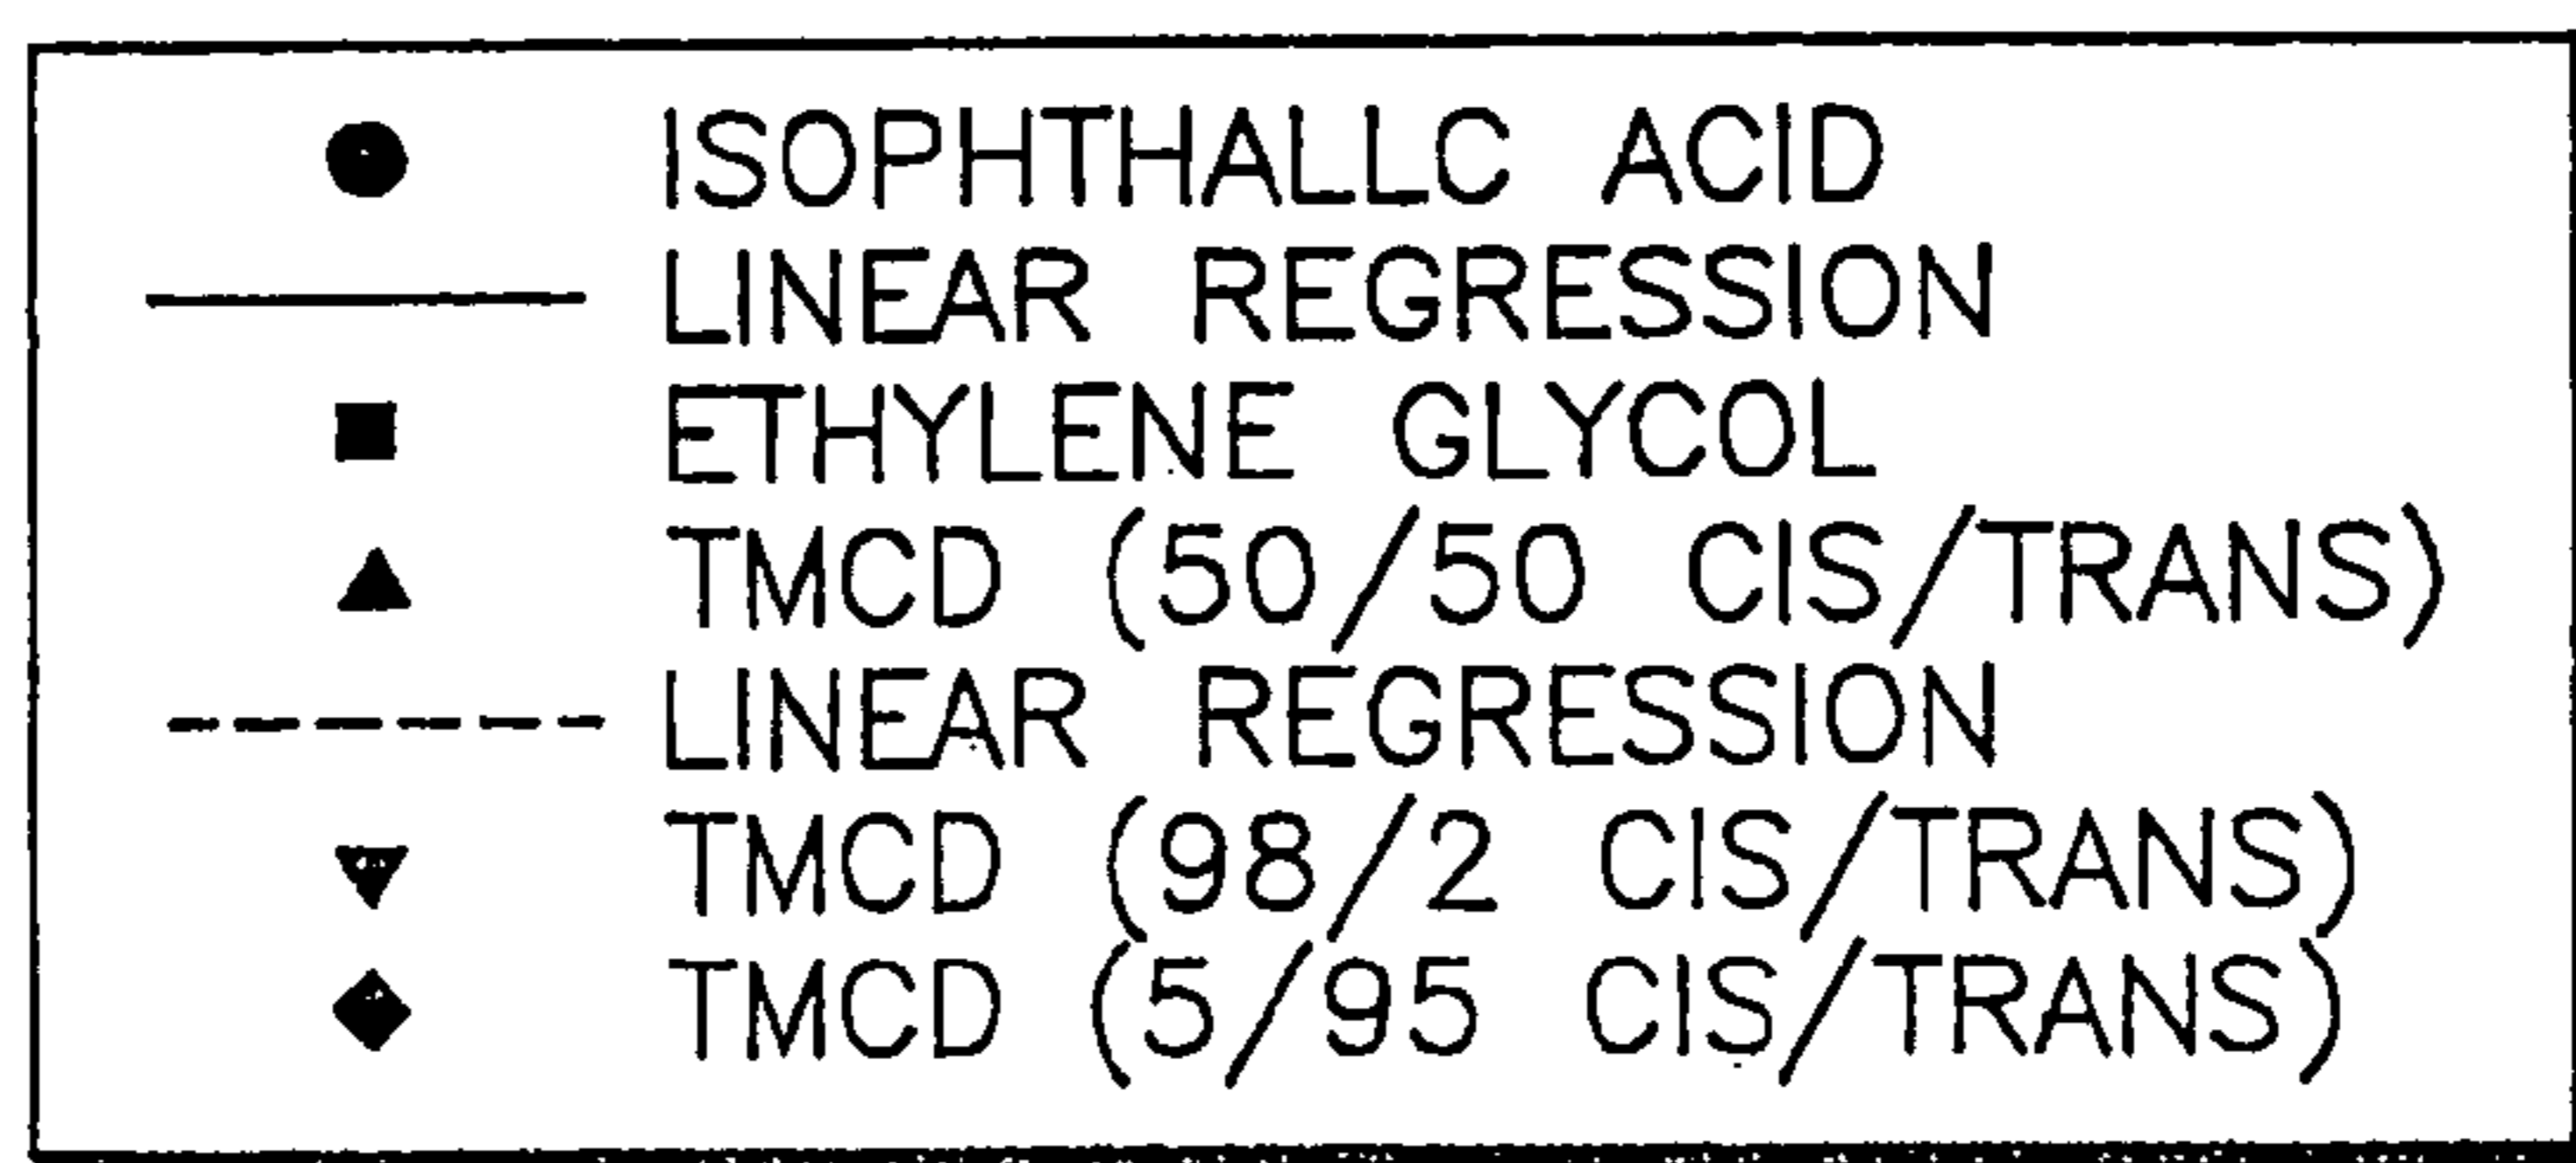 ISOPHTHALLC ACID
LINEAR REGRESSION
ETHYLENE GLYCOL
TMCD (50/50 CIS/TRANS)
LINEAR REGRESSION
TMCD (98/2 CIS/TRANS)
TMCD (5/95 CIS/TRANS)